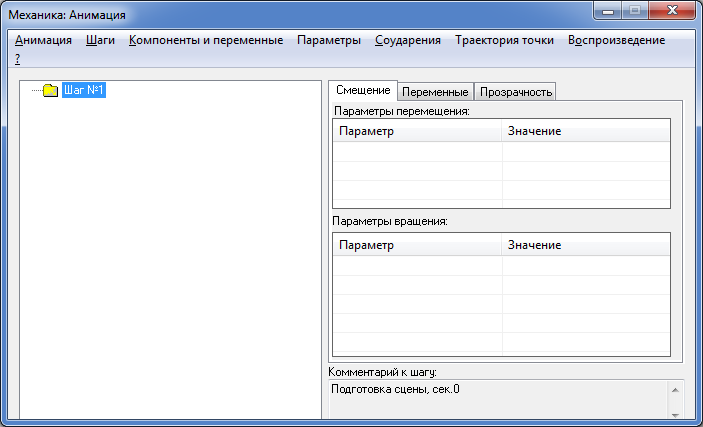 Механика: Анимация
Анимация Шаги Компоненты и переменные Параметры Соударения Траектория точки Воспроизведение
?
Шаг №1
Смещение Переменные Прозрачность
Параметры перемещения:
Параметр Значение
Параметры вращения:
Параметр Значение
Комментарий к шагу:
Подготовка сцены, сек.0